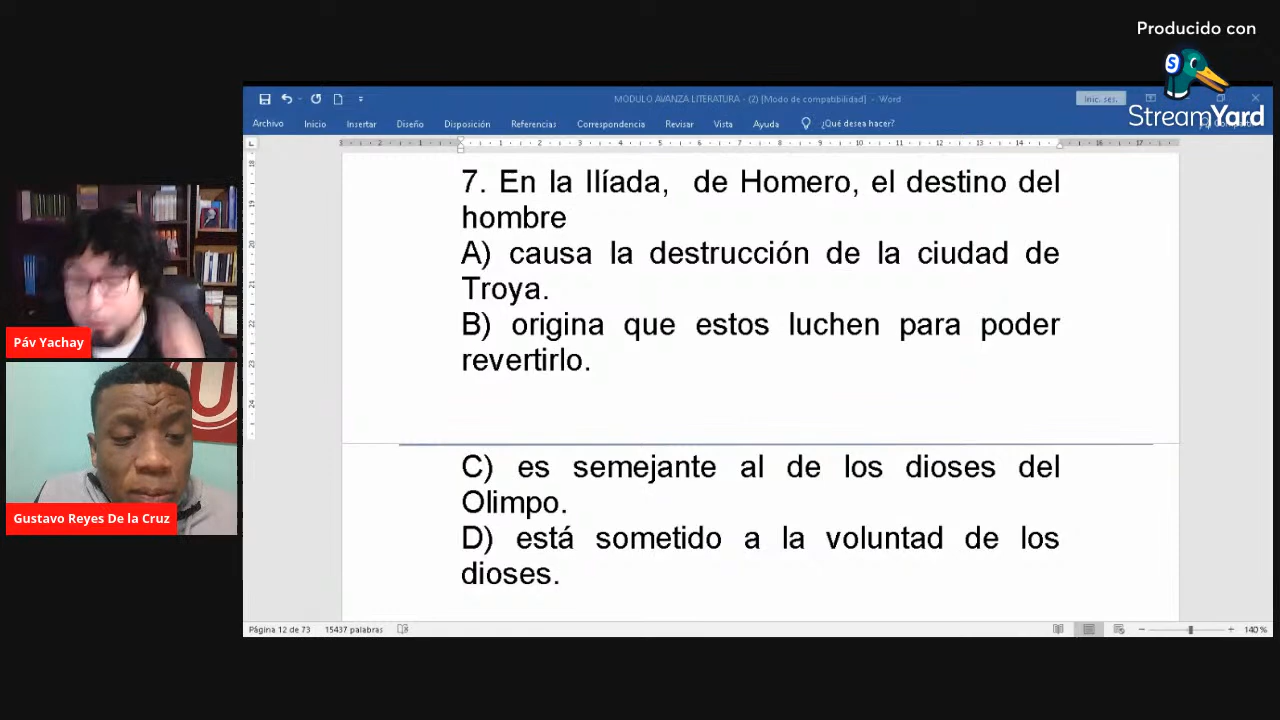 Producido con
StreamYard
MODULO AVANZA LITERATURA - (2) [Modo de compatibilidad] - Word
Inic. ses.
Archivo Inicio Insertar Diseño Disposición Referencias Correspondencia Revisar Vista Ayuda ¿Qué desea hacer?
7. En la Ilíada, de Homero, el destino del
hombre
A) causa la destrucción de la ciudad de
Troya.
B) origina que estos luchen para poder
revertirlo.
C) es semejante al de los dioses del
Olimpo.
D) está sometido a la voluntad de los
dioses.
Páv Yachay
Gustavo Reyes De la Cruz
Página 12 de 73 15437 palabras
140 %